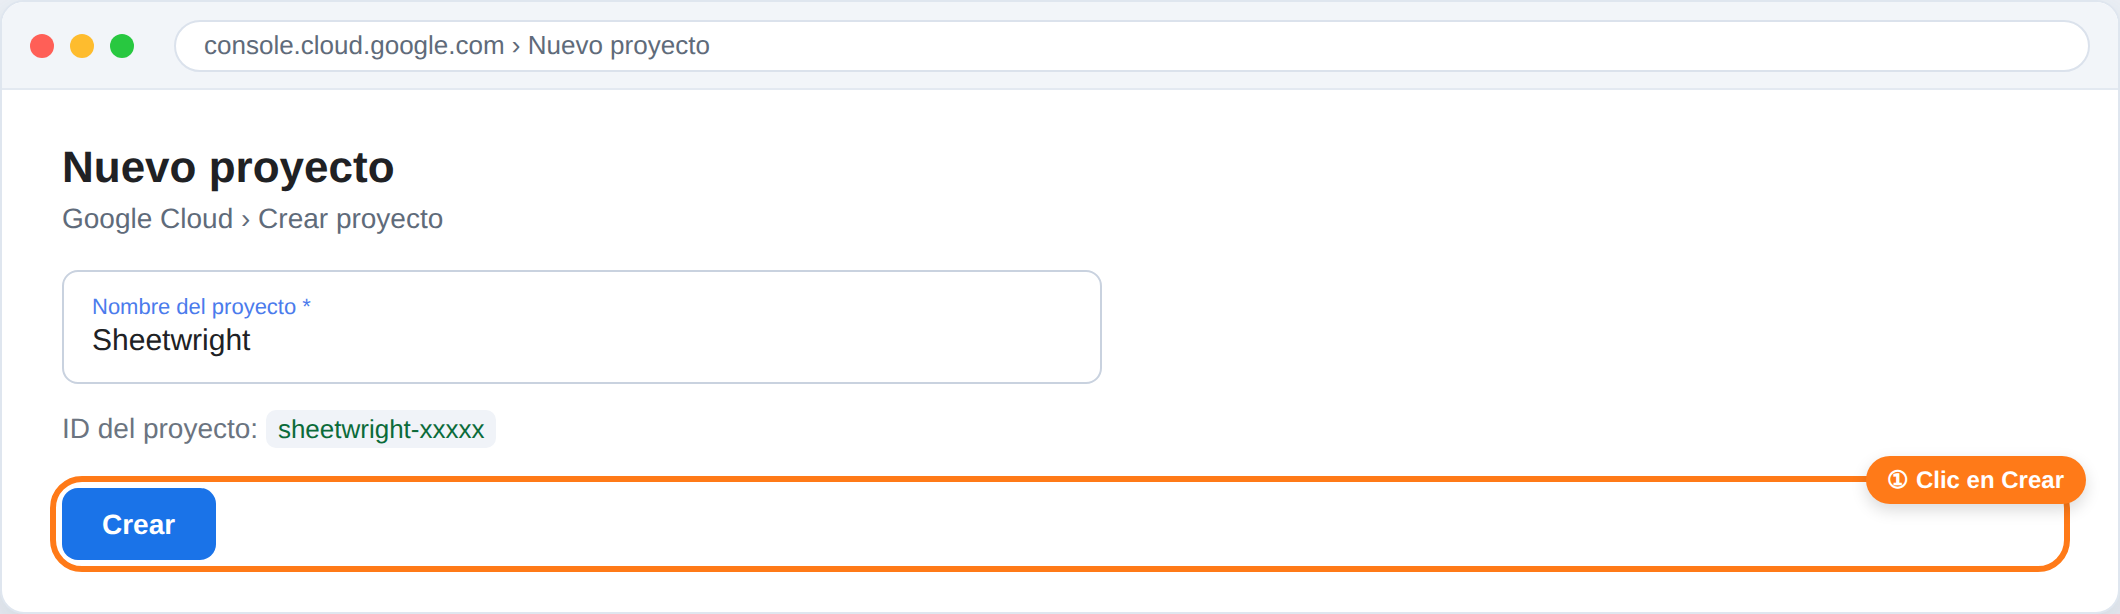 console.cloud.google.com › Nuevo proyecto
Nuevo proyecto
Google Cloud › Crear proyecto
Nombre del proyecto *
Sheetwright
ID del proyecto: sheetwright-xxxxx
① Clic en Crear
Crear